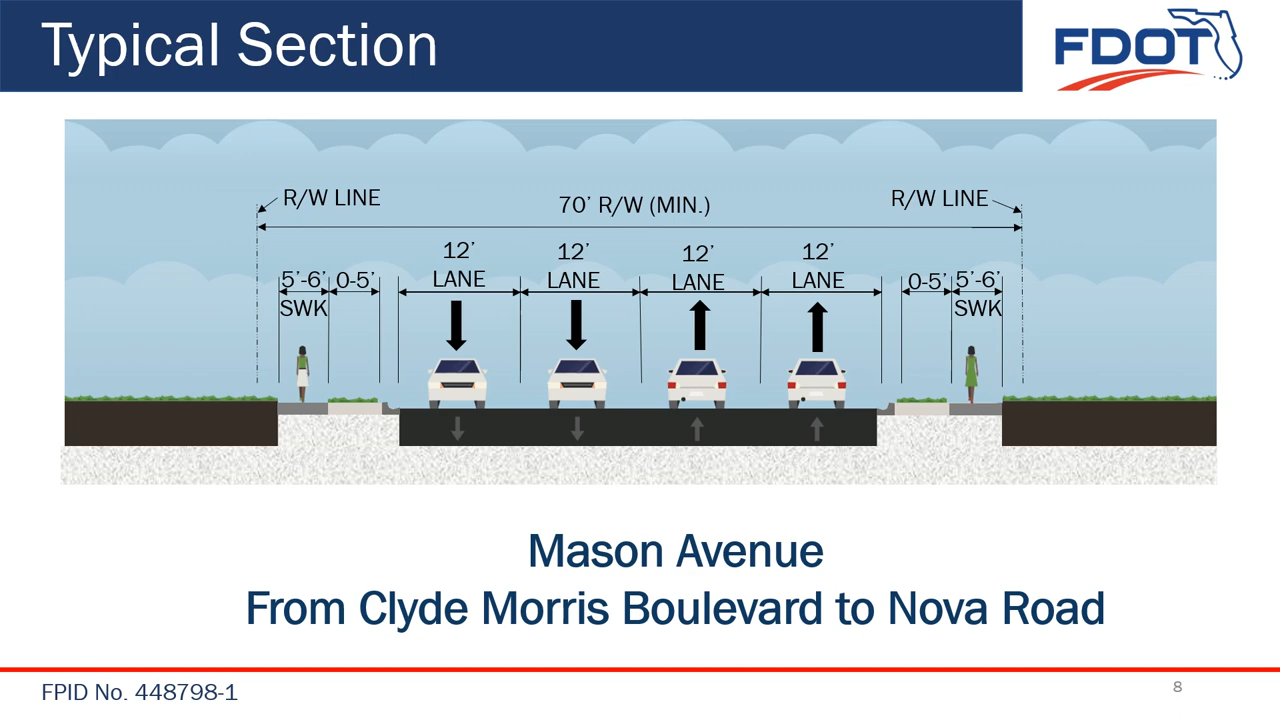 Typical Section
FDOT
R/W LINE
70’ R/W (MIN.)
R/W LINE
12’
LANE
12’
LANE
12’
LANE
12’
LANE
5’-6’
SWK
0-5’
0-5’
5’-6’
SWK
Mason Avenue
From Clyde Morris Boulevard to Nova Road
FPID No. 448798-1
8